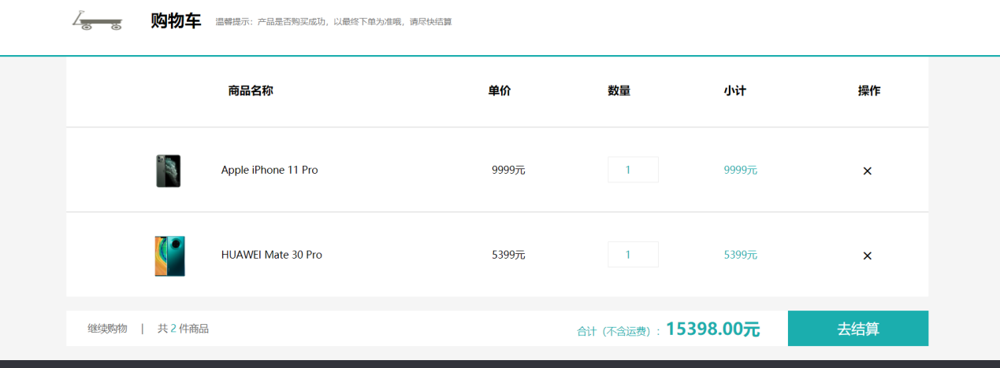 购物车 温馨提示：产品是否购买成功，以最终下单为准哦，请尽快结算
商品名称 单价 数量 小计 操作
Apple iPhone 11 Pro 9999元 1 9999元 ×
HUAWEI Mate 30 Pro 5399元 1 5399元 ×
继续购物 | 共 2 件商品 合计（不含运费）：15398.00元 去结算